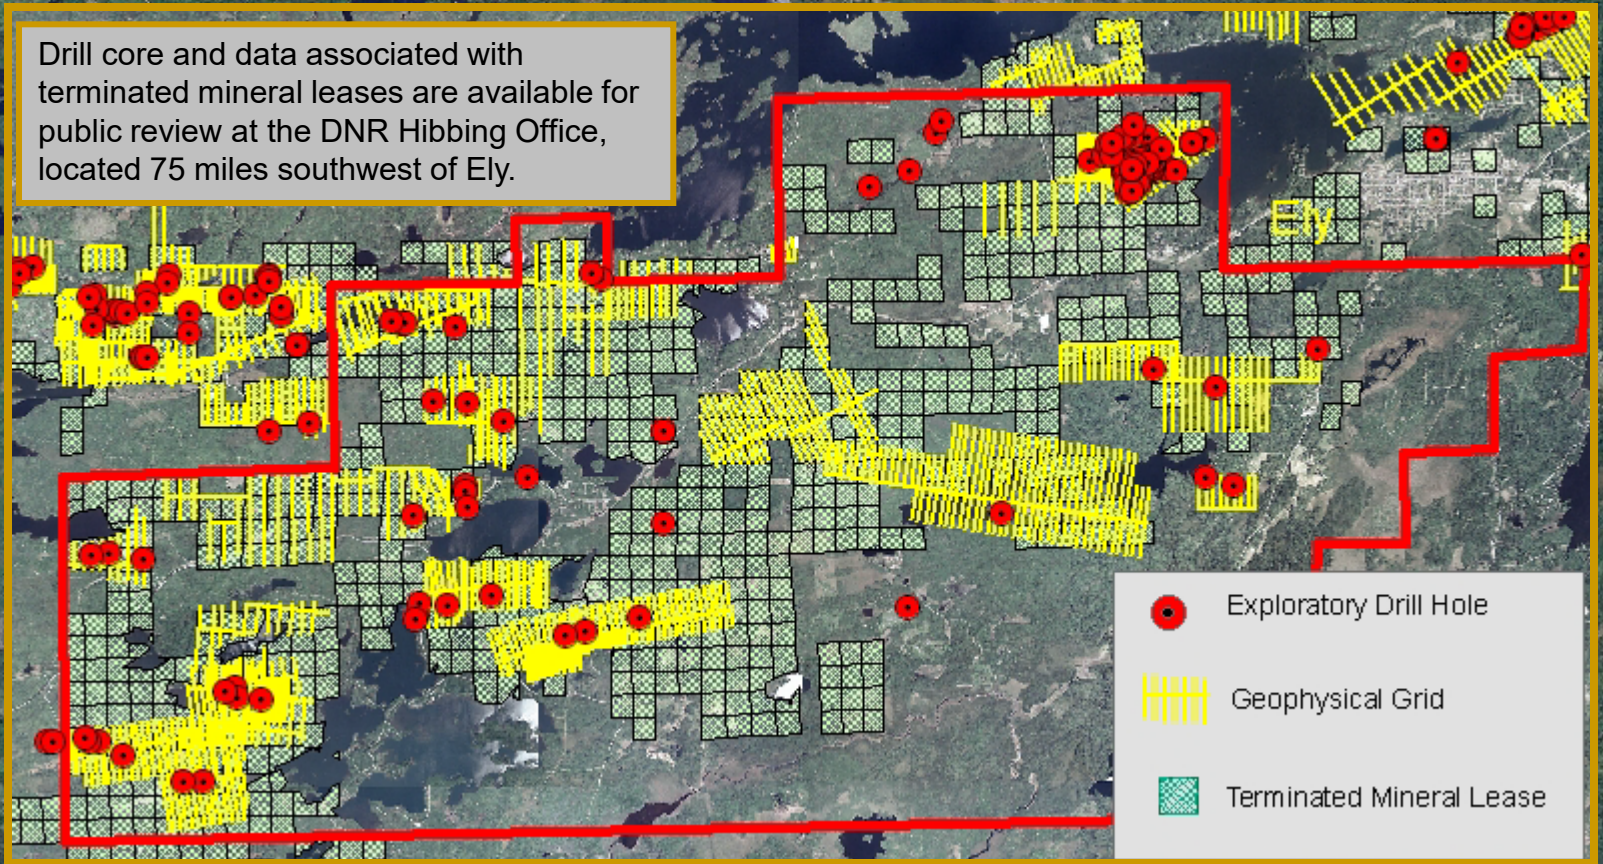 Drill core and data associated with
terminated mineral leases are available for
public review at the DNR Hibbing Office,
located 75 miles southwest of Ely.
Ely
Exploratory Drill Hole
Geophysical Grid
Terminated Mineral Lease